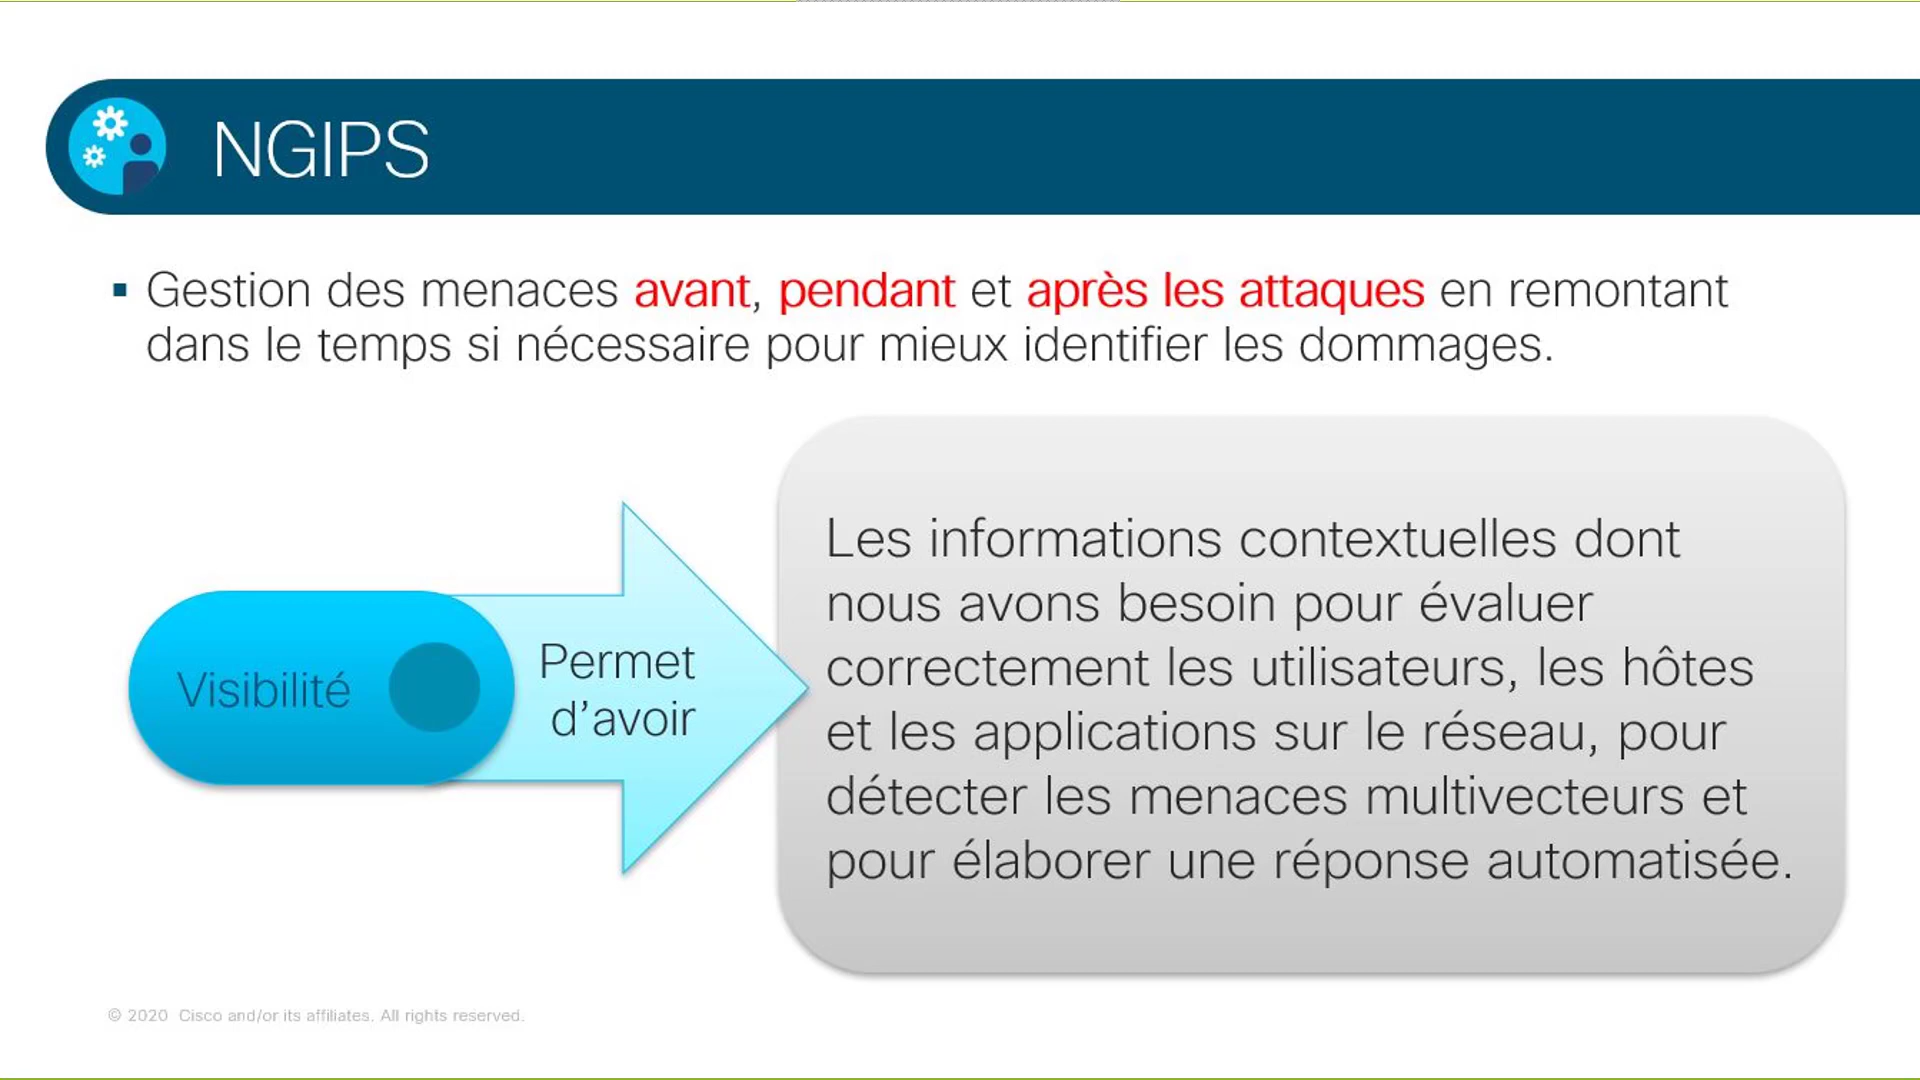 NGIPS
▪ Gestion des menaces avant, pendant et après les attaques en remontant
dans le temps si nécessaire pour mieux identifier les dommages.
Visibilité
Permet
d’avoir
Les informations contextuelles dont
nous avons besoin pour évaluer
correctement les utilisateurs, les hôtes
et les applications sur le réseau, pour
détecter les menaces multivecteurs et
pour élaborer une réponse automatisée.
© 2020 Cisco and/or its affiliates. All rights reserved.